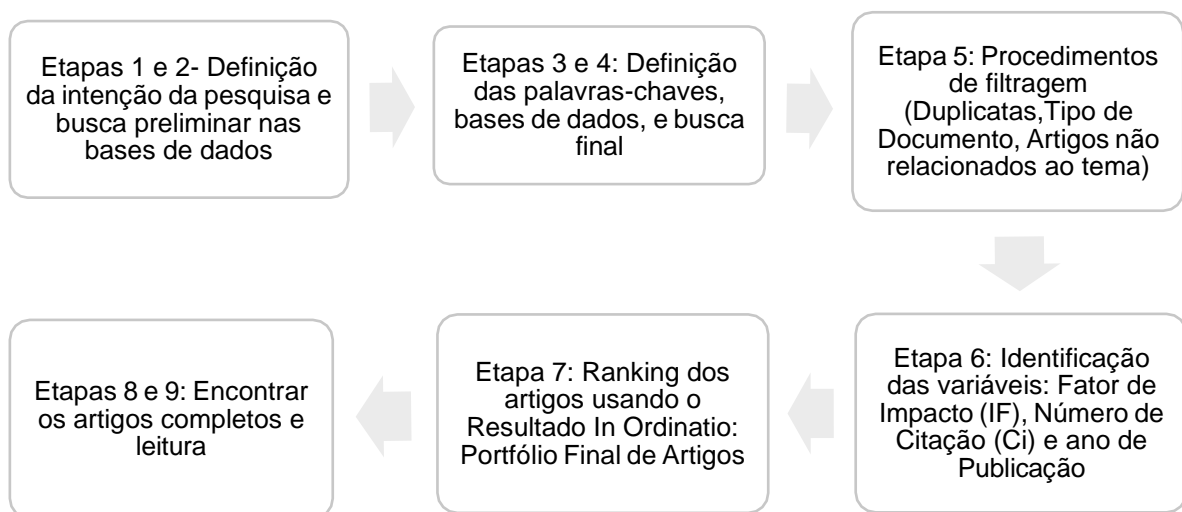 Etapas 1 e 2- Definição
da intenção da pesquisa e
busca preliminar nas
bases de dados
Etapas 3 e 4: Definição
das palavras-chaves,
bases de dados, e busca
final
Etapa 5: Procedimentos
de filtragem
(Duplicatas,Tipo de
Documento, Artigos não
relacionados ao tema)
Etapa 6: Identificação
das variáveis: Fator de
Impacto (IF), Número de
Citação (Ci) e ano de
Publicação
Etapa 7: Ranking dos
artigos usando o
Resultado In Ordinatio:
Portfólio Final de Artigos
Etapas 8 e 9: Encontrar
os artigos completos e
leitura